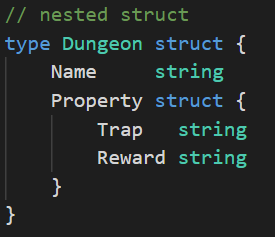 // nested struct
type Dungeon struct {
    Name     string
    Property struct {
        Trap   string
        Reward string
    }
}